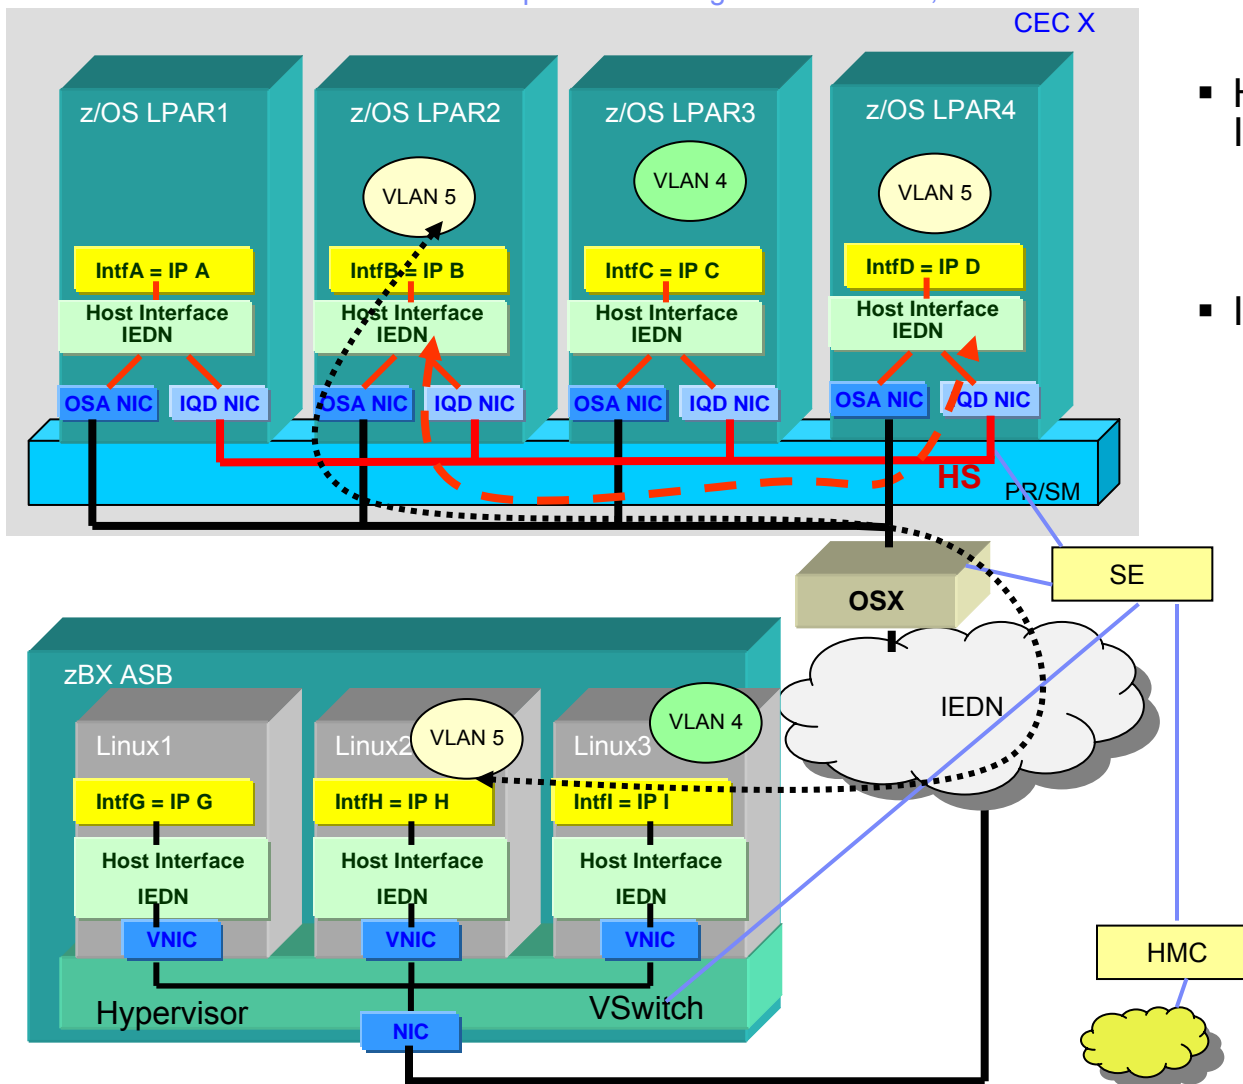 CEC X
z/OS LPAR1
z/OS LPAR2
z/OS LPAR3
z/OS LPAR4
VLAN 5
VLAN 4
VLAN 5
IntfA = IP A
IntfB = IP B
IntfC = IP C
IntfD = IP D
Host Interface
IEDN
Host Interface
IEDN
Host Interface
IEDN
Host Interface
IEDN
OSA NIC
IQD NIC
OSA NIC
IQD NIC
OSA NIC
IQD NIC
OSA NIC
IQD NIC
HS
PR/SM
OSX
SE
IEDN
zBX ASB
Linux1
Linux2
VLAN 5
Linux3
VLAN 4
IntfG = IP G
IntfH = IP H
IntfI = IP I
Host Interface
IEDN
Host Interface
IEDN
Host Interface
IEDN
VNIC
VNIC
VNIC
Hypervisor
VSwitch
NIC
HMC